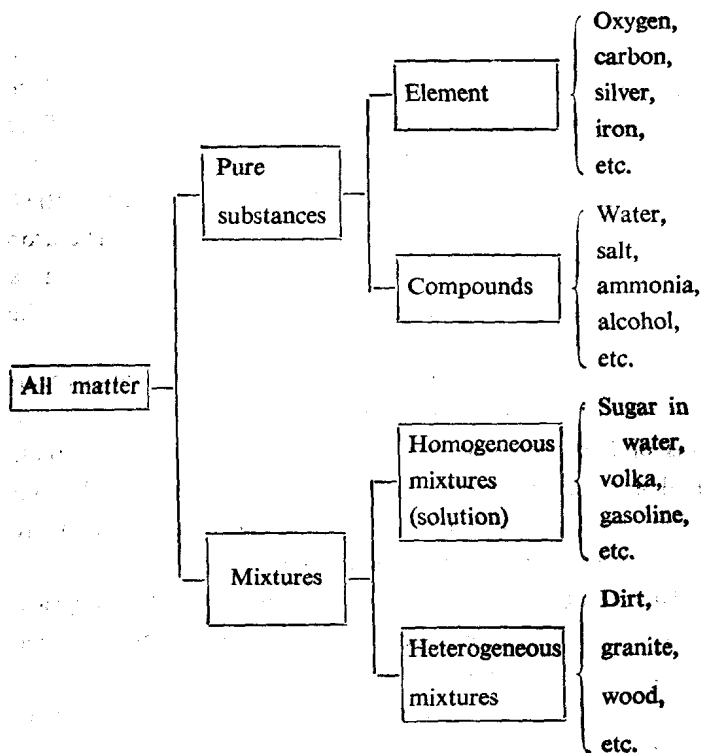 Oxygen,
carbon,
silver,
iron,
etc.
Element
Pure
substances
Water,
salt,
ammonia,
alcohol,
etc.
Compounds
All matter
Sugar in
water,
volka,
gasoline,
etc.
Homogeneous
mixtures
(solution)
Mixtures
Dirt,
granite,
wood,
etc.
Heterogeneous
mixtures